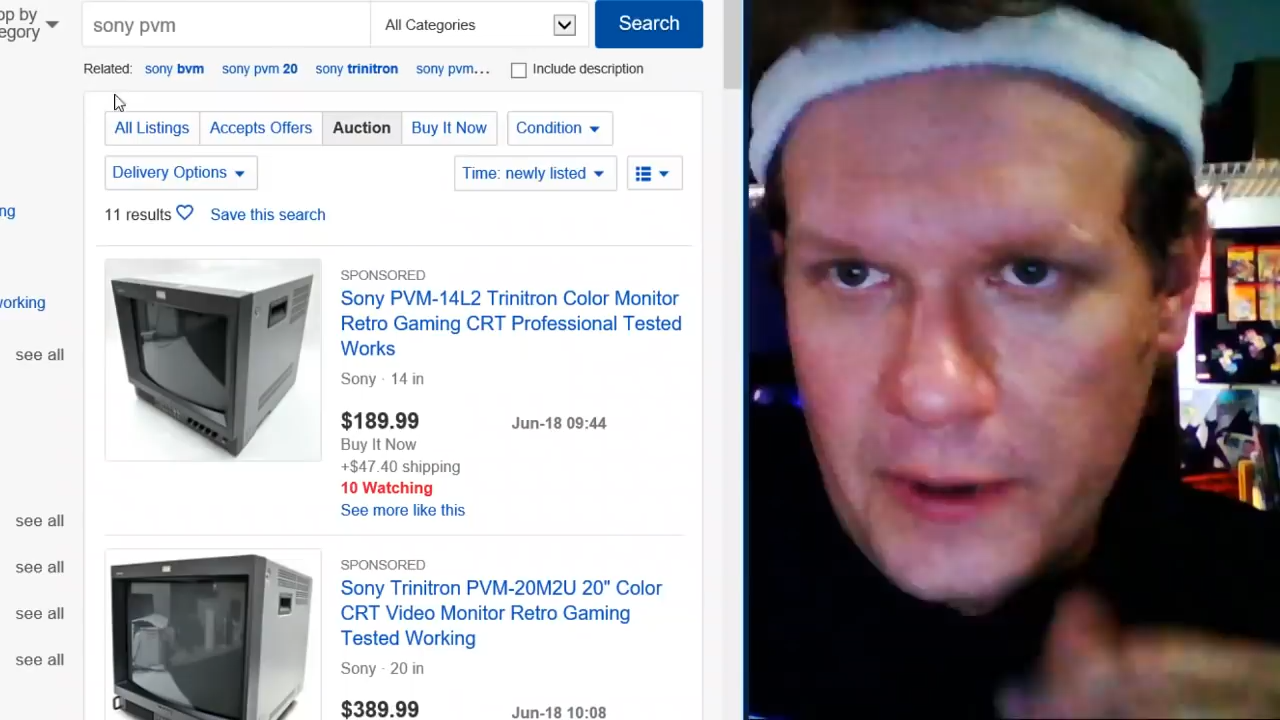 op by
egory
sony pvm
All Categories
Search
Related: sony bvm sony pvm 20 sony trinitron sony pvm... Include description
All Listings Accepts Offers Auction Buy It Now Condition
Delivery Options Time: newly listed
11 results Save this search
ng
orking
see all
see all
see all
see all
see all
SPONSORED
Sony PVM-14L2 Trinitron Color Monitor
Retro Gaming CRT Professional Tested
Works
Sony · 14 in
$189.99 Jun-18 09:44
Buy It Now
+$47.40 shipping
10 Watching
See more like this
SPONSORED
Sony Trinitron PVM-20M2U 20" Color
CRT Video Monitor Retro Gaming
Tested Working
Sony · 20 in
$389.99 Jun-18 10:08